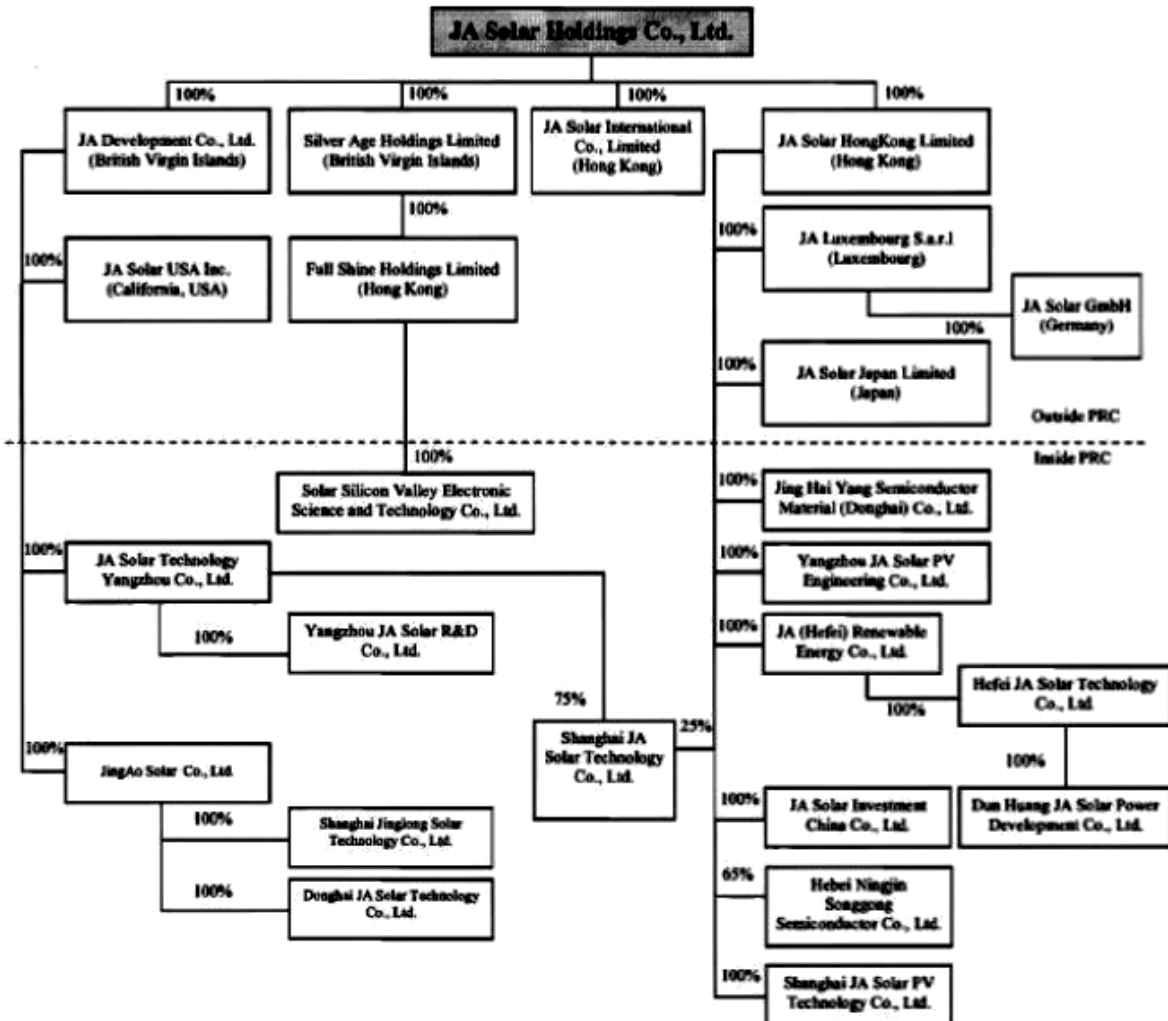 JA Solar Holdings Co., Ltd.
100%
100%
100%
100%
JA Development Co., Ltd.
(British Virgin Islands)
Silver Age Holdings Limited
(British Virgin Islands)
JA Solar International
Co., Limited
(Hong Kong)
JA Solar HongKong Limited
(Hong Kong)
100%
100%
JA Luxembourg S.a.r.l
(Luxembourg)
100%
JA Solar USA Inc.
(California, USA)
Full Shine Holdings Limited
(Hong Kong)
100%
JA Solar GmbH
(Germany)
100%
JA Solar Japan Limited
(Japan)
Outside PRC
Inside PRC
100%
Solar Silicon Valley Electronic
Science and Technology Co., Ltd.
100%
Jing Hai Yang Semiconductor
Material (Donghai) Co., Ltd.
100%
JA Solar Technology
Yangzhou Co., Ltd.
100%
Yangzhou JA Solar PV
Engineering Co., Ltd.
100%
Yangzhou JA Solar R&D
Co., Ltd.
100%
JA (Hefei) Renewable
Energy Co., Ltd.
100%
Hefei JA Solar Technology
Co., Ltd.
75%
Shanghai JA
Solar Technology
Co., Ltd.
25%
100%
JingAo Solar Co., Ltd.
100%
Dun Huang JA Solar Power
Development Co., Ltd.
100%
JA Solar Investment
China Co., Ltd.
100%
Shanghai Jinglong Solar
Technology Co., Ltd.
100%
Donghai JA Solar Technology
Co., Ltd.
65%
Hebei Ningjin
Songgong
Semiconductor Co., Ltd.
100%
Shanghai JA Solar PV
Technology Co., Ltd.